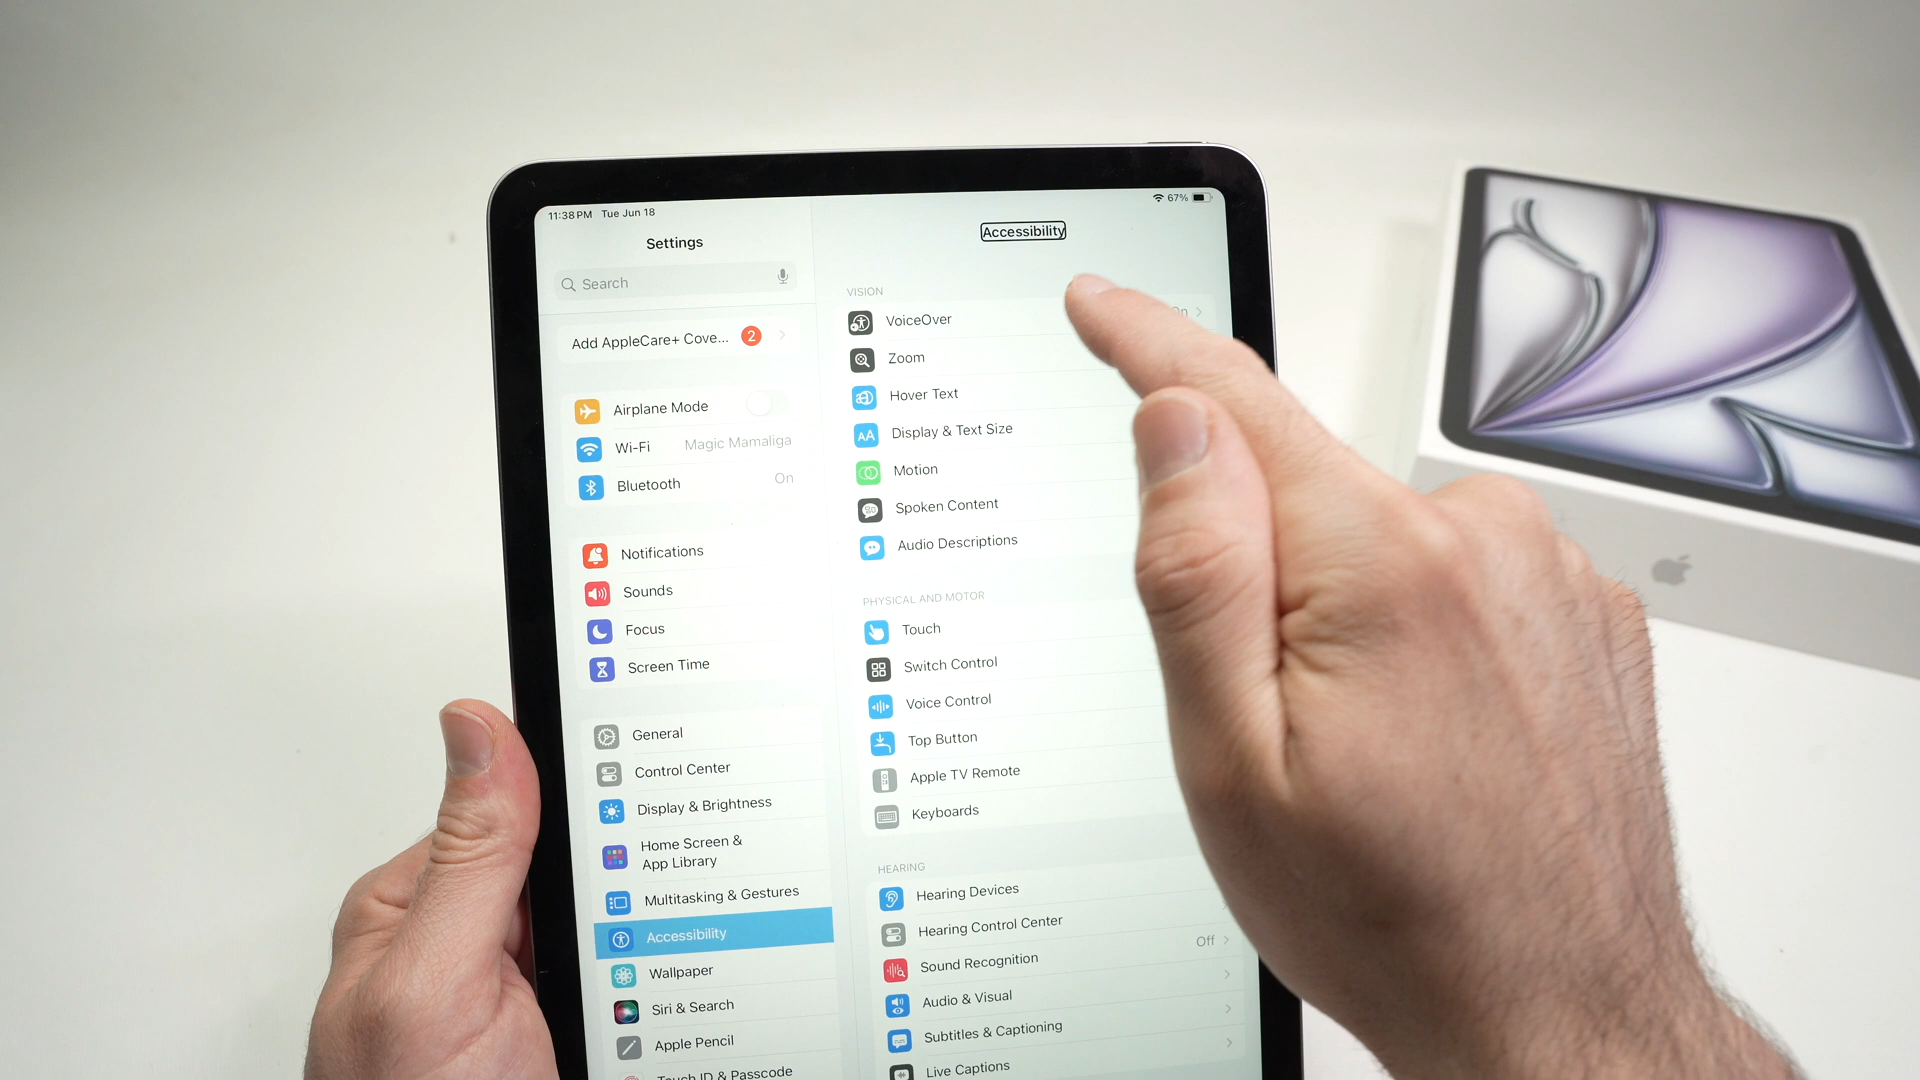 11:38 PM Tue Jun 18
67%
Settings
Search
Add AppleCare+ Cove...
2
Airplane Mode
Wi-Fi
Magic Mamaliga
Bluetooth
On
Notifications
Sounds
Focus
Screen Time
General
Control Center
Display & Brightness
Home Screen &
App Library
Multitasking & Gestures
Accessibility
Wallpaper
Siri & Search
Apple Pencil
Touch ID & Passcode
Accessibility
VISION
VoiceOver
On
Zoom
Hover Text
AA
Display & Text Size
Motion
Spoken Content
Audio Descriptions
PHYSICAL AND MOTOR
Touch
Switch Control
Voice Control
Top Button
Apple TV Remote
Keyboards
HEARING
Hearing Devices
Hearing Control Center
Sound Recognition
Off
Audio & Visual
Subtitles & Captioning
Live Captions